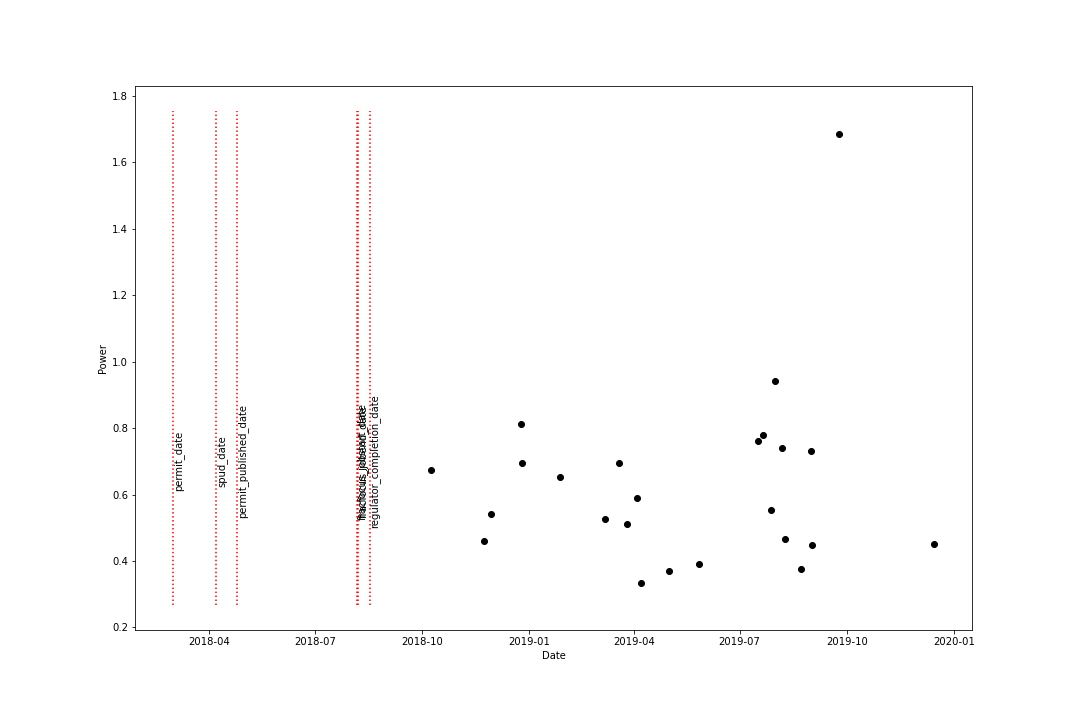 1.8
1.6
1.4
1.2
1.0
0.8
0.6
0.4
0.2
Power
permit_date
spud_date
permit_published_date
regulator_completion_date
2018-04
2018-07
2018-10
2019-01
2019-04
2019-07
2019-10
2020-01
Date